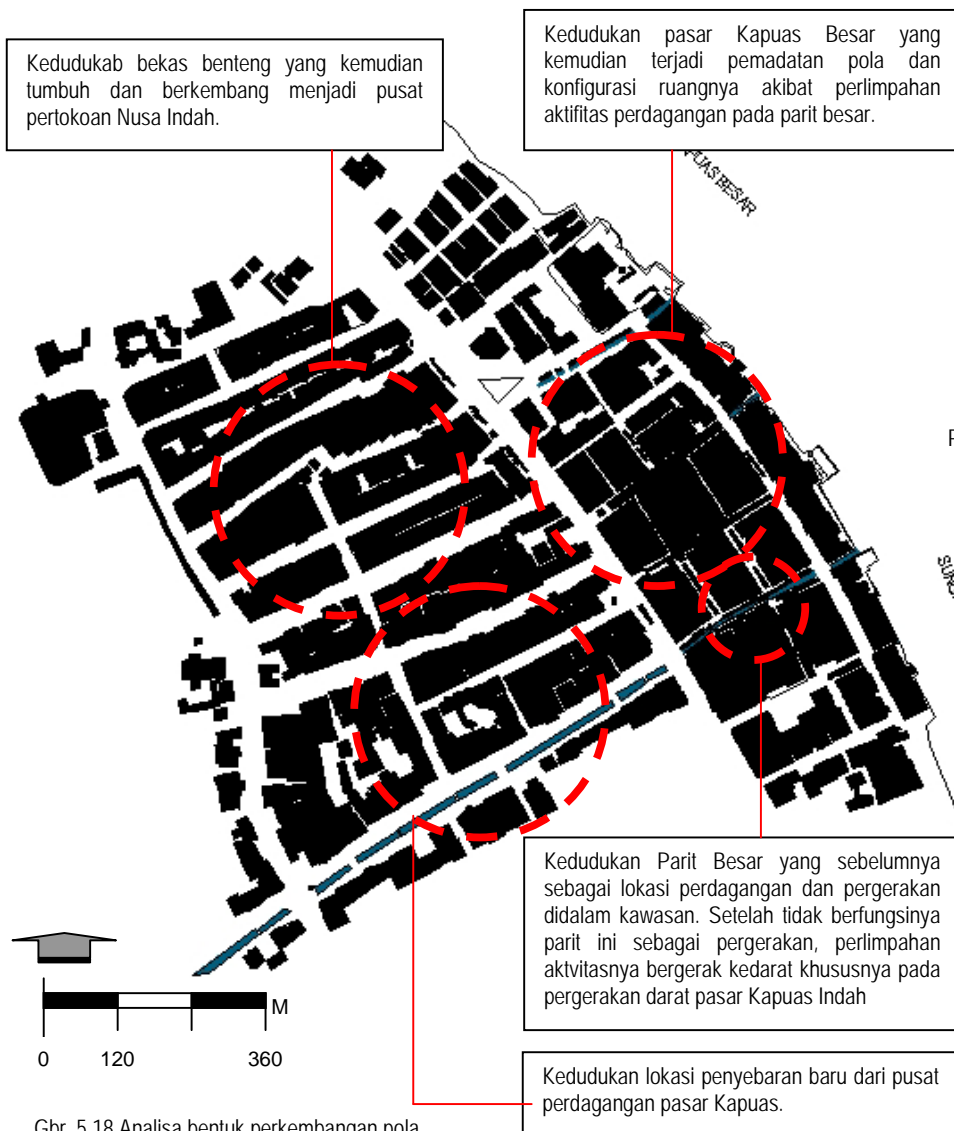 Kedudukab bekas benteng yang kemudian
tumbuh dan berkembang menjadi pusat
pertokoan Nusa Indah.
Kedudukan pasar Kapuas Besar yang
kemudian terjadi pemadatan pola dan
konfigurasi ruangnya akibat perlimpahan
aktifitas perdagangan pada parit besar.
PUAS BESAR
P
SUNG
Kedudukan Parit Besar yang sebelumnya
sebagai lokasi perdagangan dan pergerakan
didalam kawasan. Setelah tidak berfungsinya
parit ini sebagai pergerakan, perlimpahan
aktvitasnya bergerak kedarat khususnya pada
pergerakan darat pasar Kapuas Indah
M
0 120 360
Kedudukan lokasi penyebaran baru dari pusat
perdagangan pasar Kapuas.
Gbr. 5.18 Analisa bentuk perkembangan pola